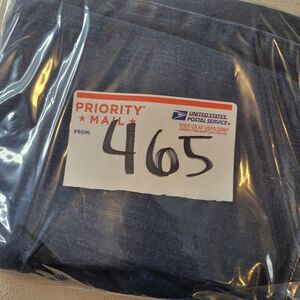 PRIORITY
★ MAIL ★
UNITED STATES
POSTAL SERVICE
VISIT US AT USPS.COM
FROM:
465